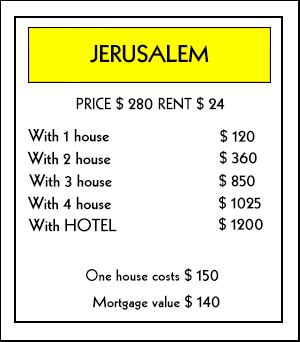 JERUSALEM
PRICE $ 280 RENT $ 24
With 1 house $ 120
With 2 house $ 360
With 3 house $ 850
With 4 house $ 1025
With HOTEL $ 1200
One house costs $ 150
Mortgage value $ 140